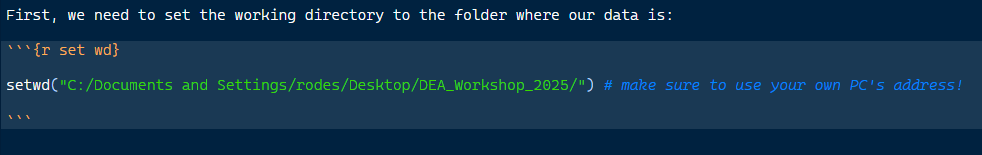 First, we need to set the working directory to the folder where our data is:
```{r set wd}
setwd("C:/Documents and Settings/rodes/Desktop/DEA_Workshop_2025/") # make sure to use your own PC's address!
```